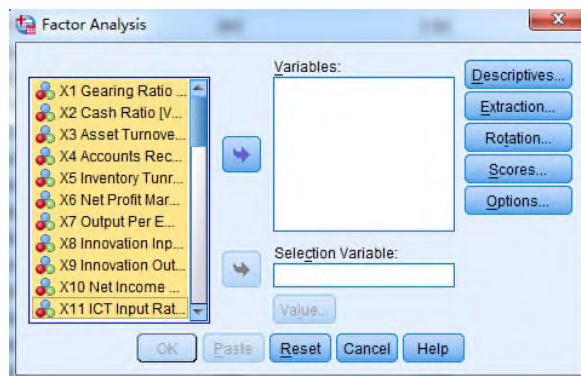 Factor Analysis
X1 Gearing Ratio ...
X2 Cash Ratio [V...
X3 Asset Turnove...
X4 Accounts Rec...
X5 Inventory Tunr...
X6 Net Profit Mar...
X7 Output Per E...
X8 Innovation Inp...
X9 Innovation Out...
X10 Net Income ...
X11 ICT Input Rat...
Variables:
Selection Variable:
Value...
Descriptives...
Extraction...
Rotation...
Scores...
Options...
OK Paste Reset Cancel Help